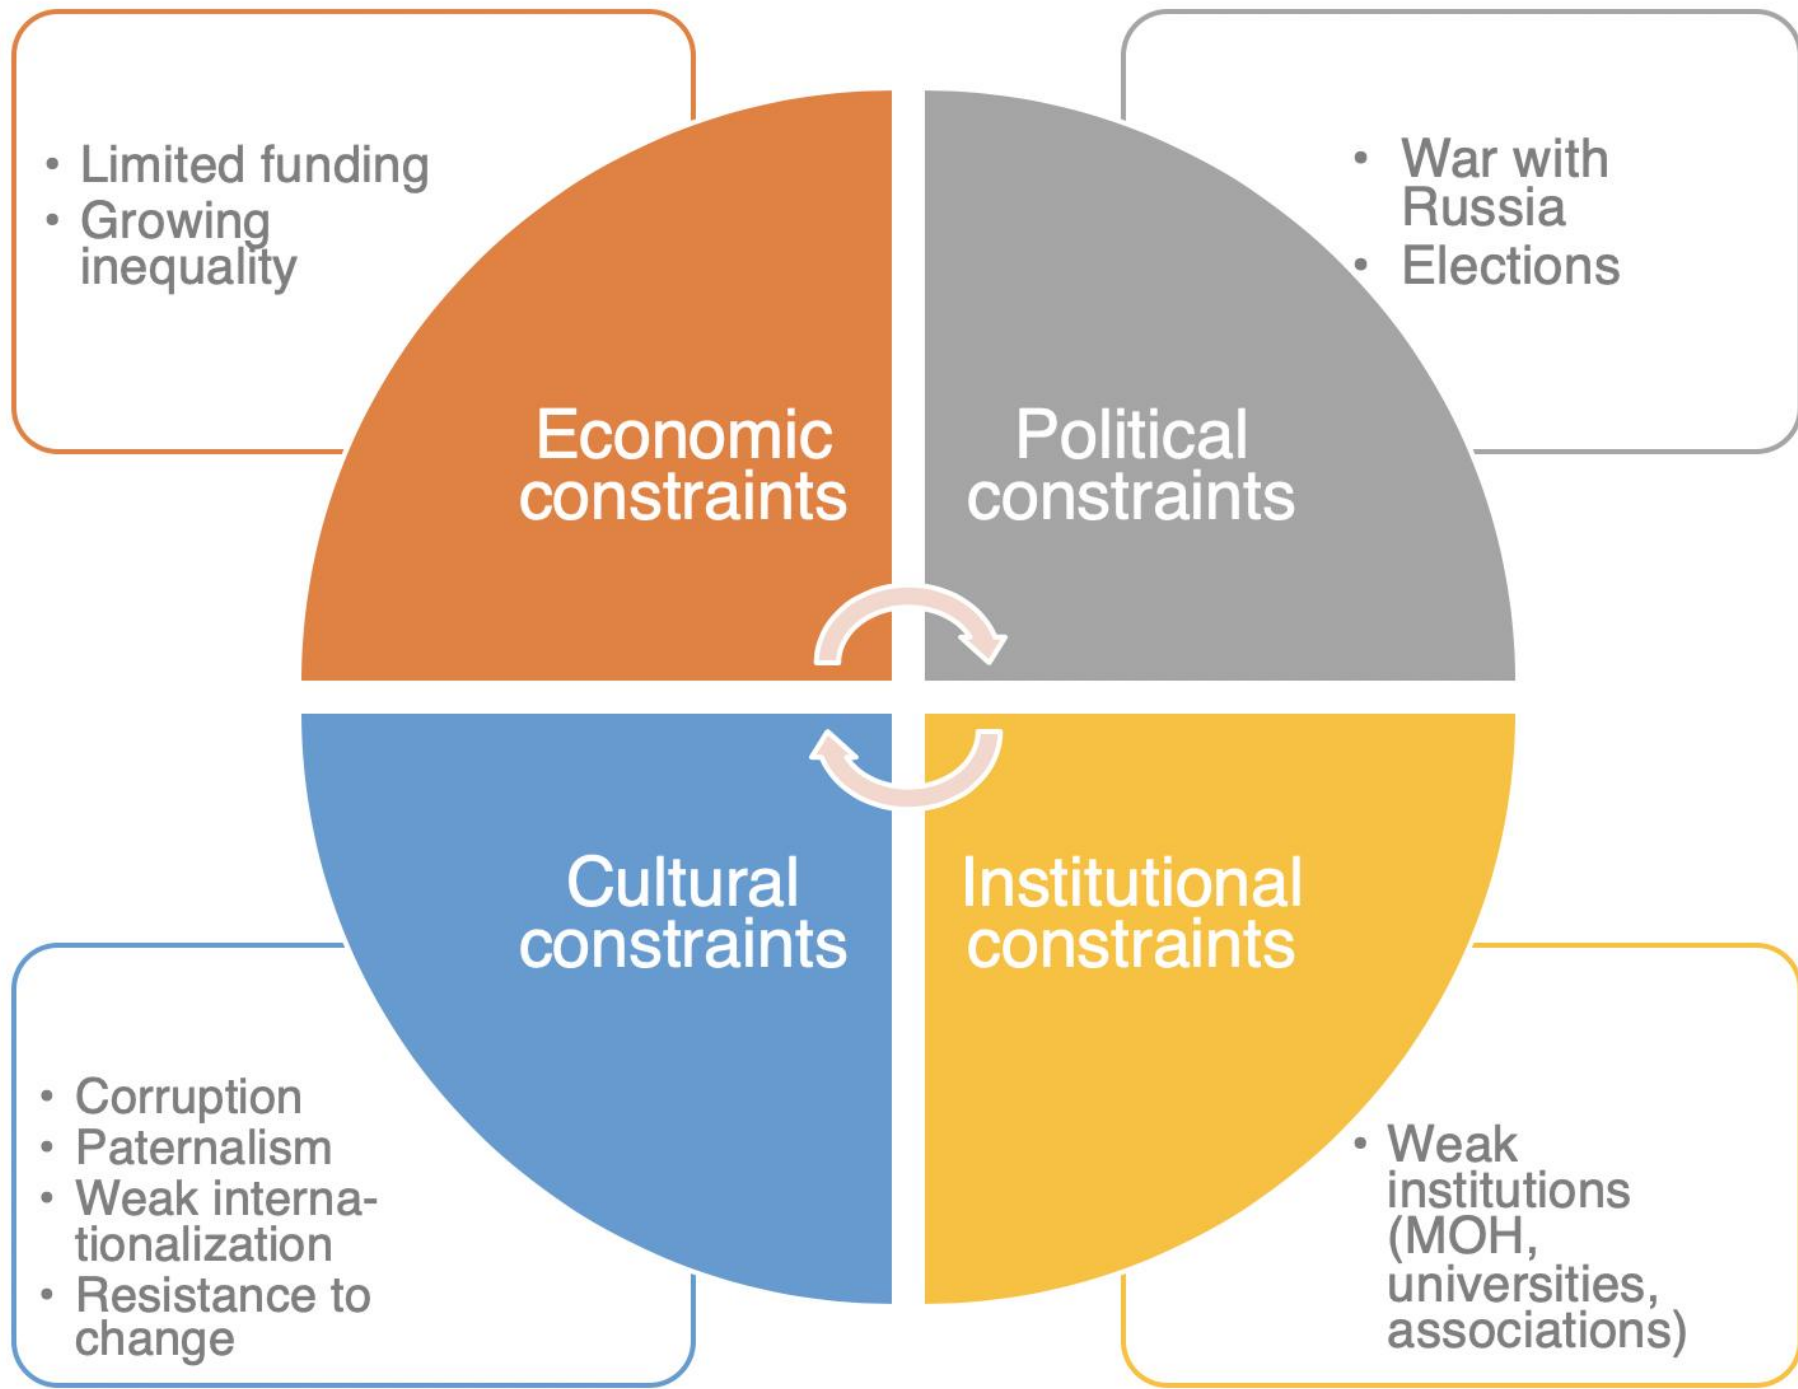 • Limited funding
• Growing
inequality
• War with
Russia
• Elections
Economic
constraints
Political
constraints
Cultural
constraints
Institutional
constraints
• Corruption
• Paternalism
• Weak interna-
tionalization
• Resistance to
change
• Weak
institutions
(MOH,
universities,
associations)